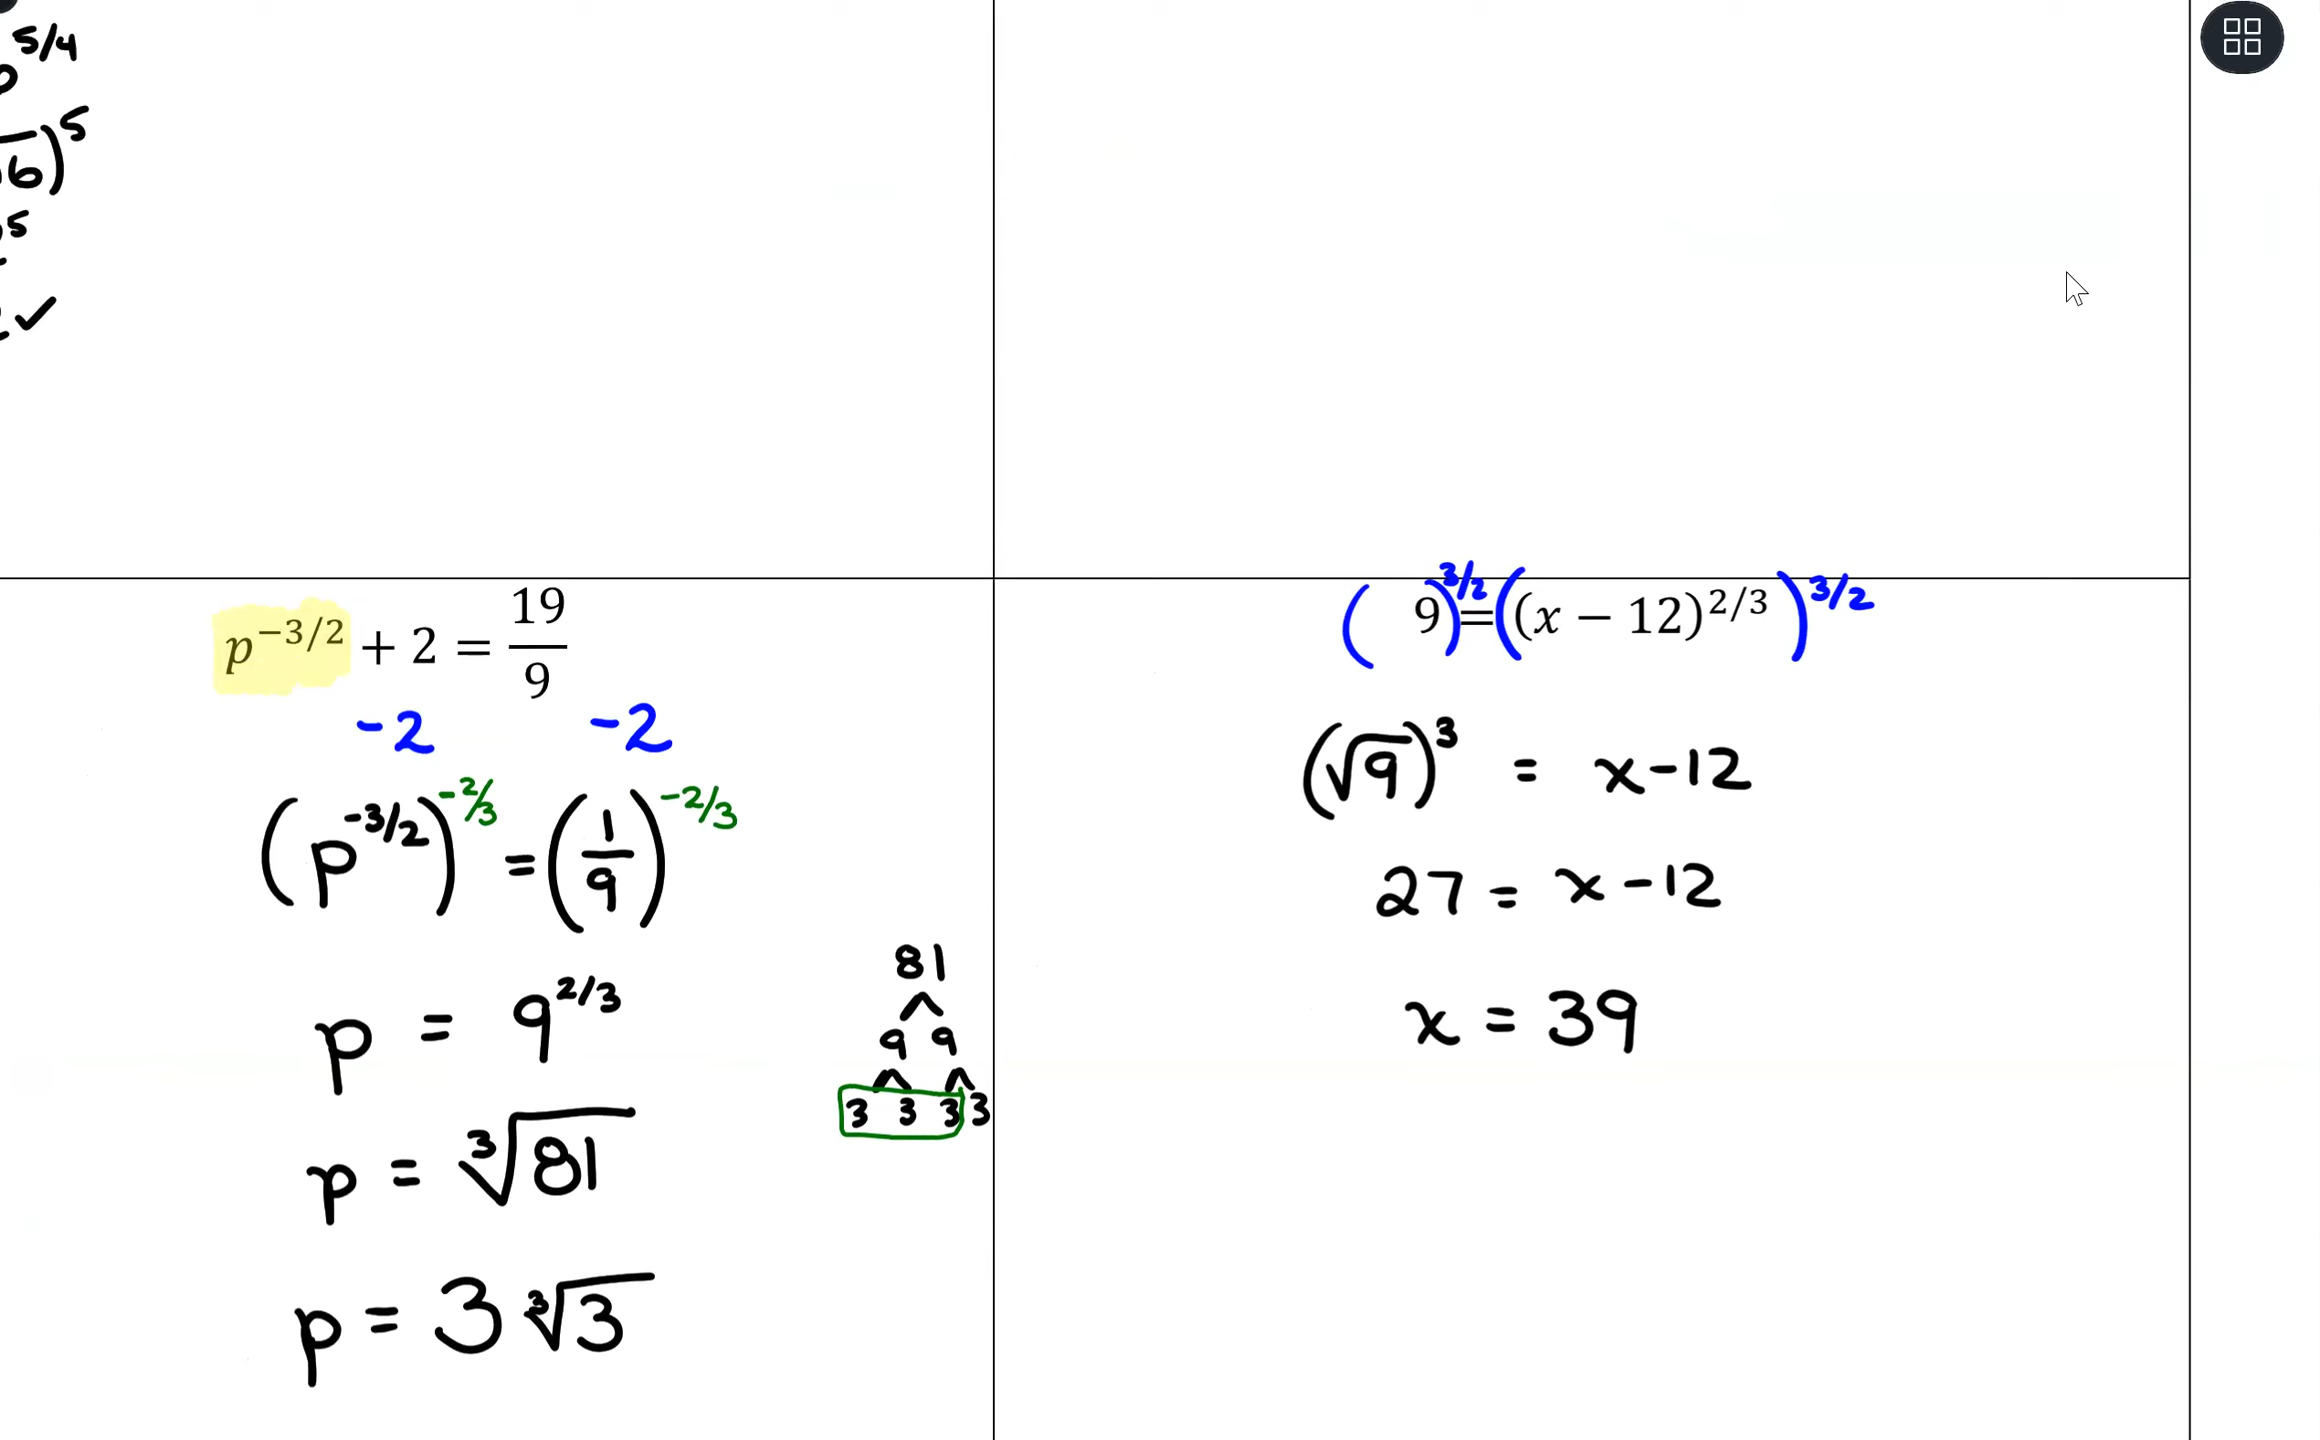 5/4
6)^5
5
✓
p^{-3/2} + 2 = 19/9
-2 -2
(p^{-3/2})^{-2/3} = (1/9)^{-2/3}
p = 9^{2/3}
p = ∛81
p = 3∛3
81
9 9
3 3 3 3
(9)^{3/2} = ((x − 12)^{2/3})^{3/2}
(√9)^3 = x-12
27 = x-12
x = 39